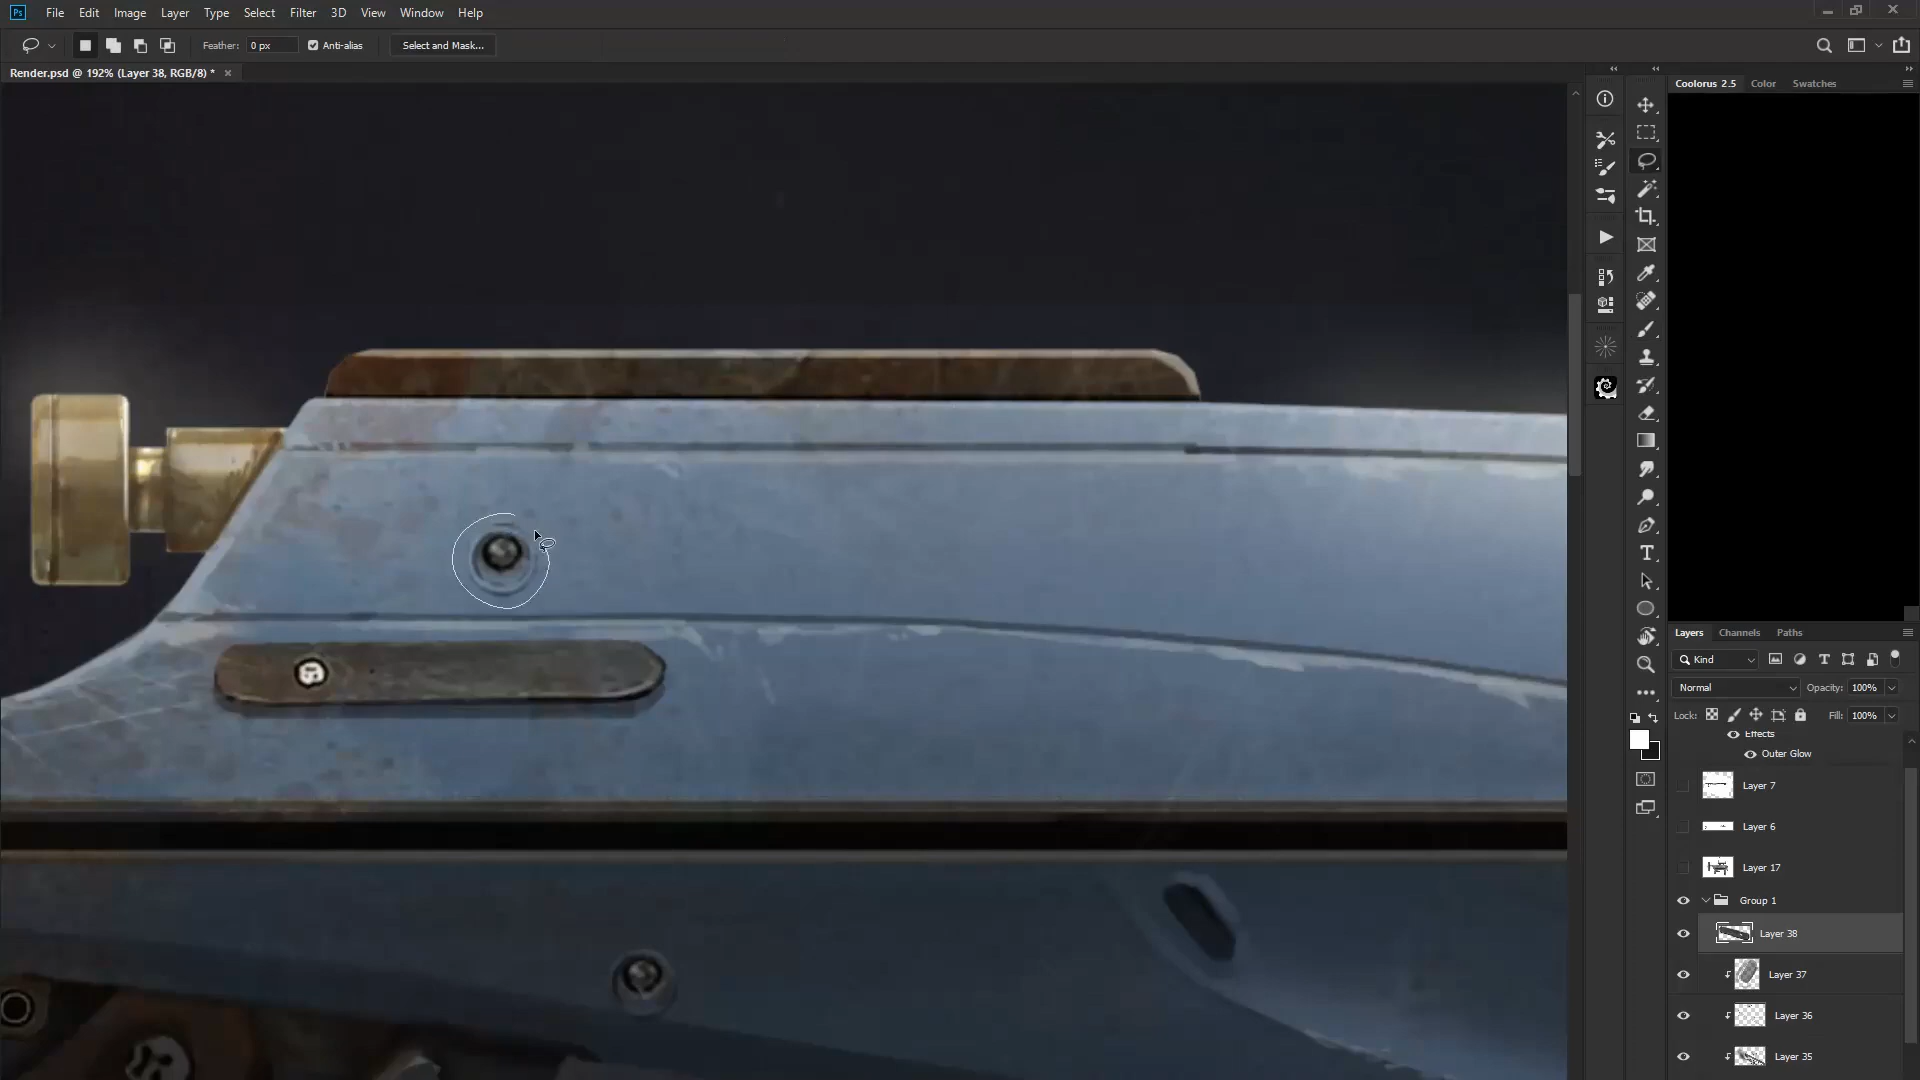 Ps File Edit Image Layer Type Select Filter 3D View Window Help
Feather: 0 px Anti-alias Select and Mask...
Render.psd @ 192% (Layer 38, RGB/8) *
Coolorus 2.5 Color Swatches
Layers Channels Paths
Kind
Normal Opacity: 100%
Lock: Fill: 100%
Effects
Outer Glow
Layer 7
Layer 6
Layer 17
Group 1
Layer 38
Layer 37
Layer 36
Layer 35